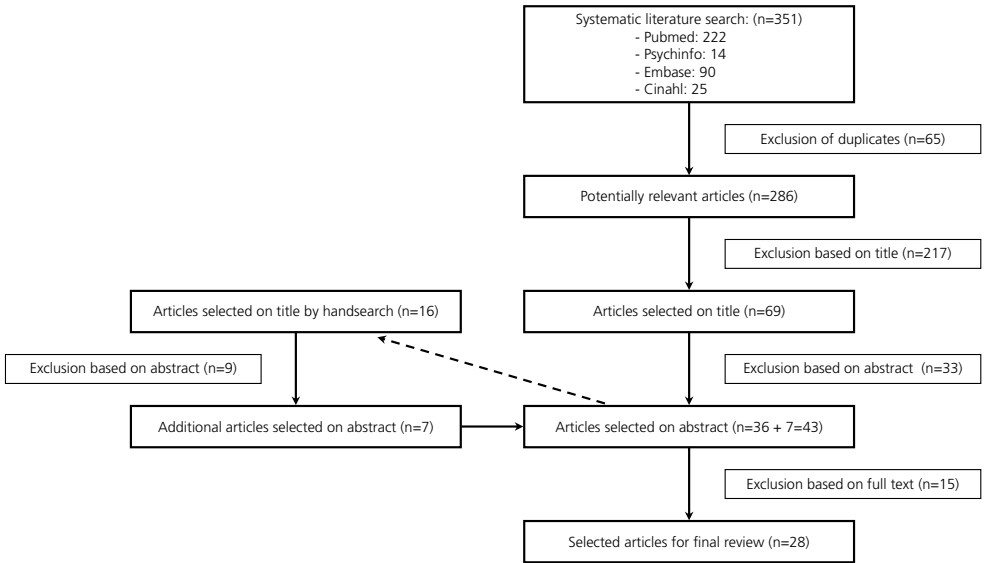 Systematic literature search: (n=351)
- Pubmed: 222
- Psychinfo: 14
- Embase: 90
- Cinahl: 25
Exclusion of duplicates (n=65)
Potentially relevant articles (n=286)
Exclusion based on title (n=217)
Articles selected on title by handsearch (n=16)
Articles selected on title (n=69)
Exclusion based on abstract (n=9)
Exclusion based on abstract (n=33)
Additional articles selected on abstract (n=7)
Articles selected on abstract (n=36 + 7=43)
Exclusion based on full text (n=15)
Selected articles for final review (n=28)